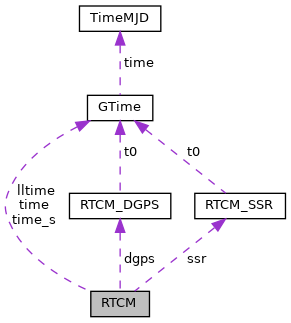 TimeMJD
time
GTime
t0
t0
lltime
time
time_s
RTCM_DGPS
RTCM_SSR
dgps
ssr
RTCM